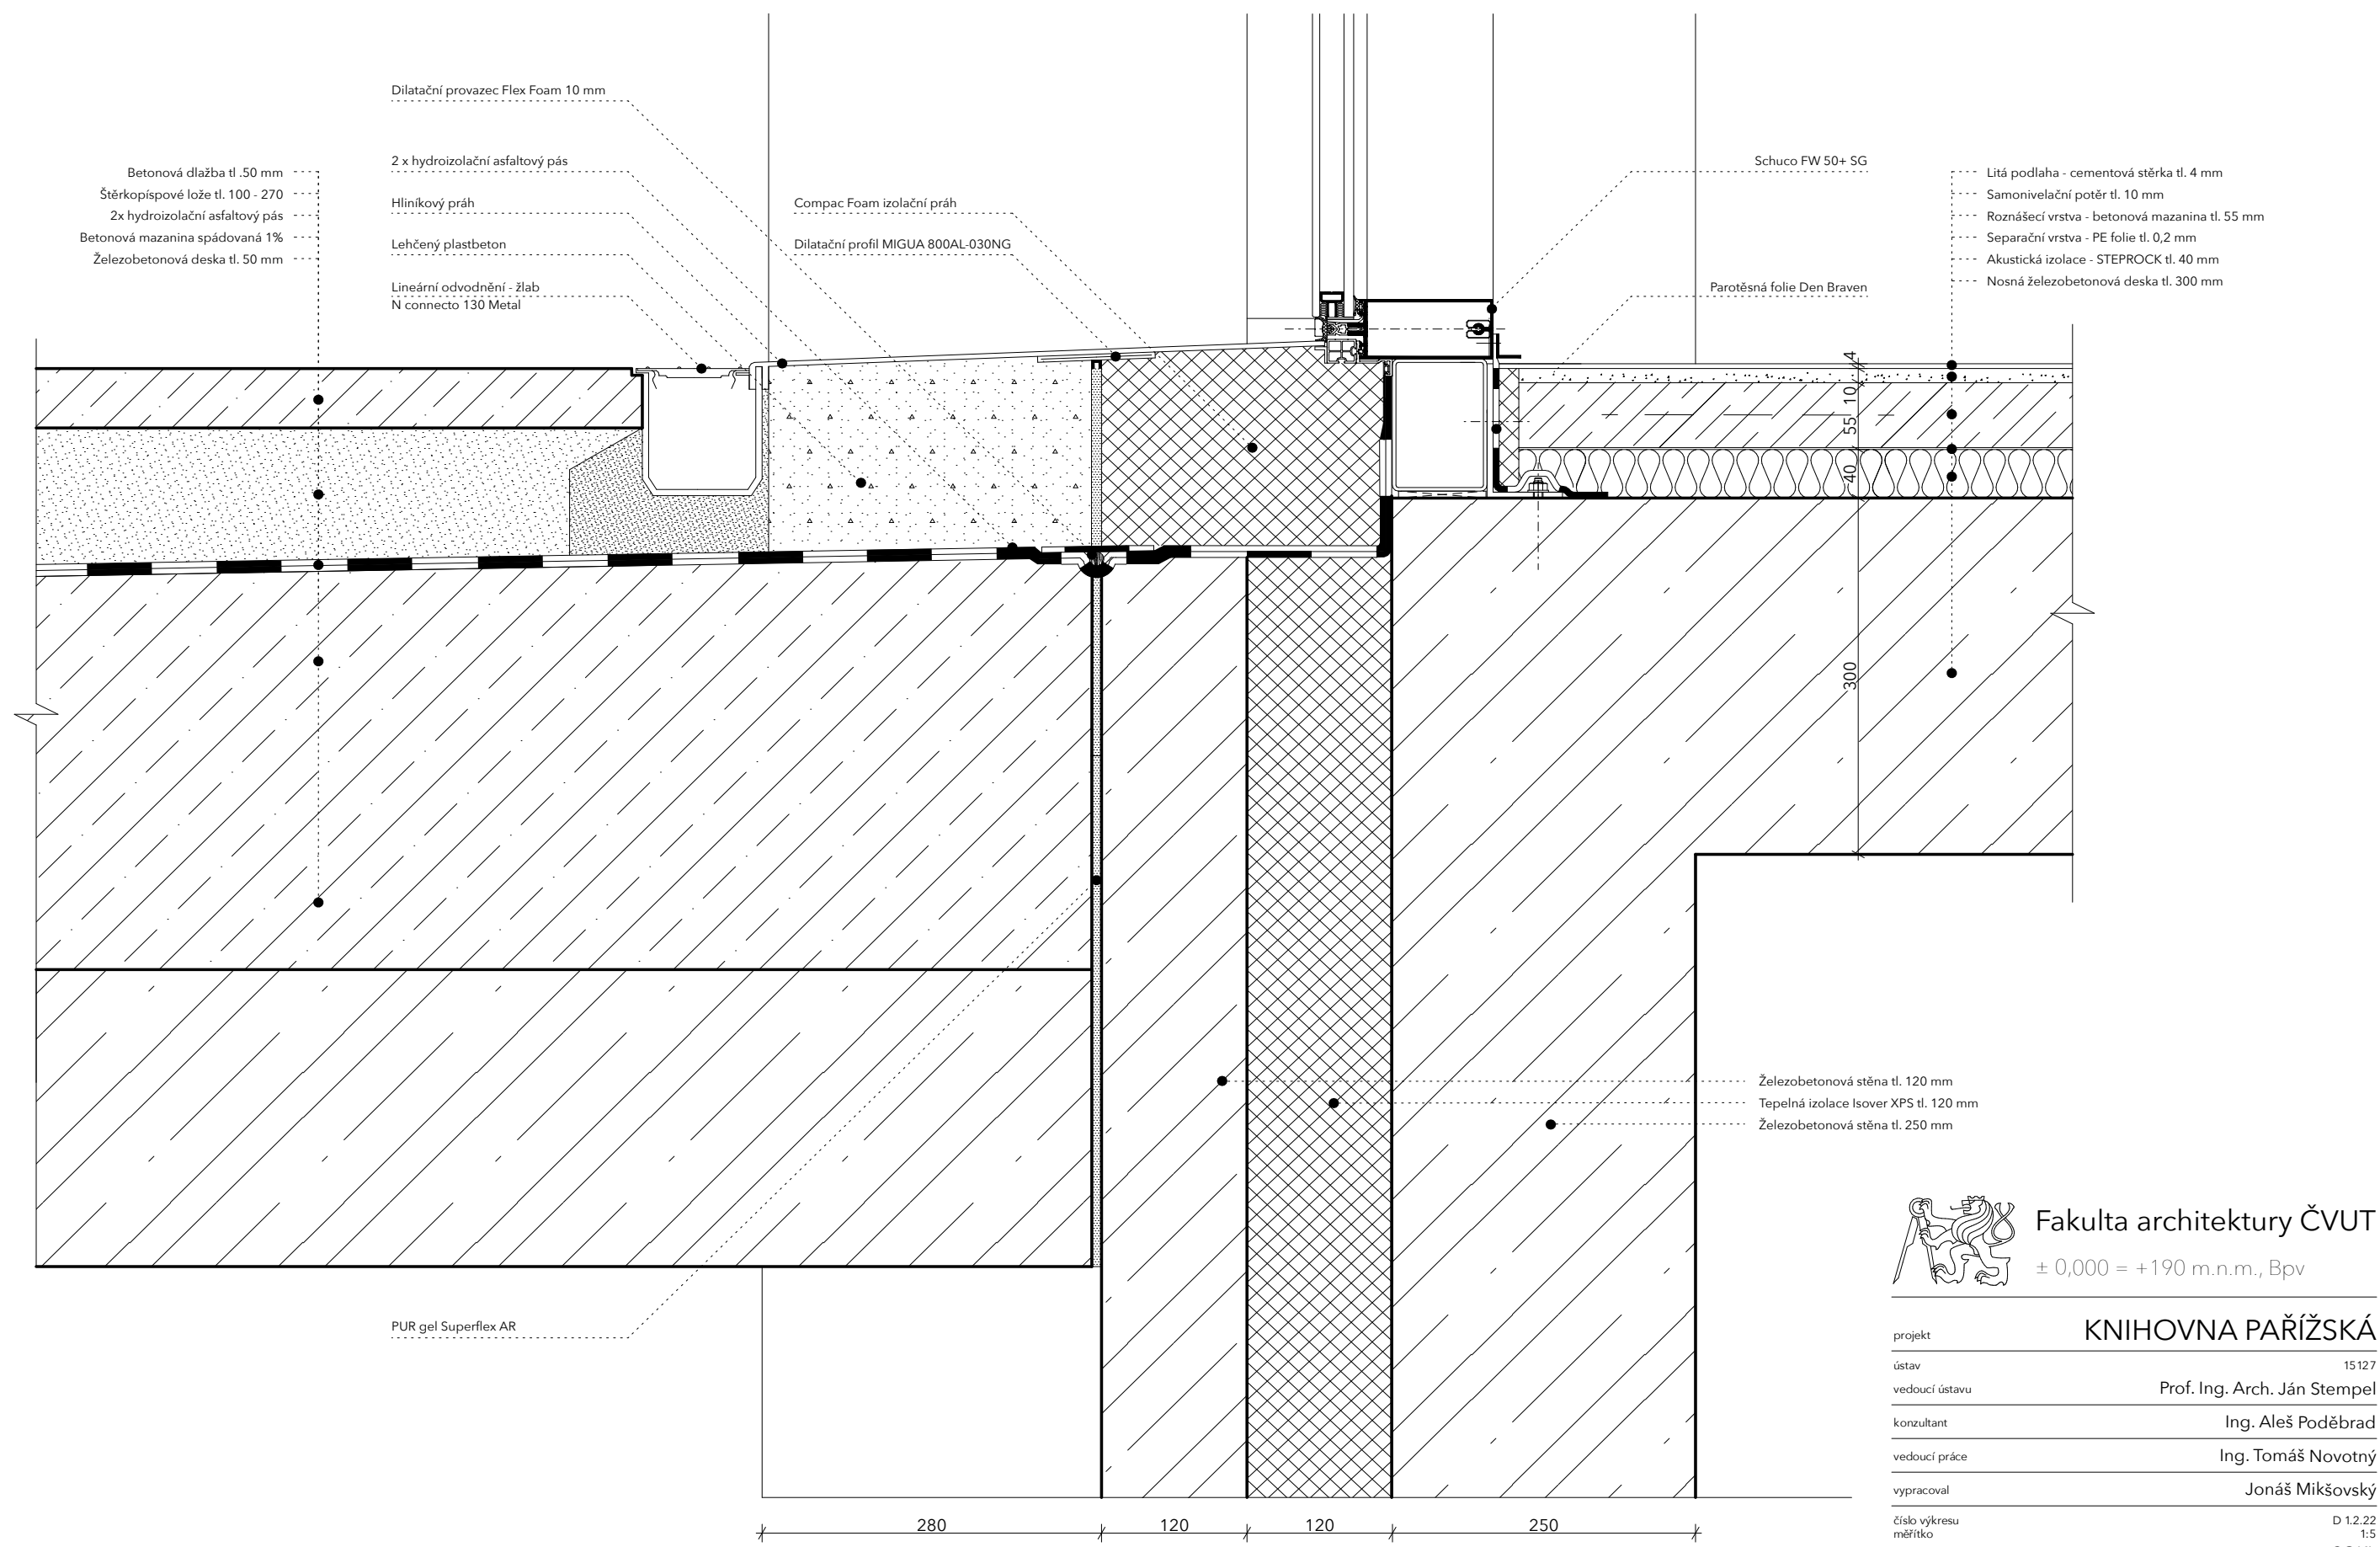 Dilatační provazec Flex Foam 10 mm
2 x hydroizolační asfaltový pás
Hliníkový práh
Lehčený plastbeton
Lineární odvodnění - žlab
N connecto 130 Metal
Betonová dlažba tl .50 mm
Štěrkopíspové lože tl. 100 - 270
2x hydroizolační asfaltový pás
Betonová mazanina spádovaná 1%
Železobetonová deska tl. 50 mm
Compac Foam izolační práh
Dilatační profil MIGUA 800AL-030NG
Schuco FW 50+ SG
Parotěsná folie Den Braven
Litá podlaha - cementová stěrka tl. 4 mm
Samonivelační potěr tl. 10 mm
Roznášecí vrstva - betonová mazanina tl. 55 mm
Separační vrstva - PE folie tl. 0,2 mm
Akustická izolace - STEPROCK tl. 40 mm
Nosná železobetonová deska tl. 300 mm
4
10
55
40
300
Železobetonová stěna tl. 120 mm
Tepelná izolace Isover XPS tl. 120 mm
Železobetonová stěna tl. 250 mm
PUR gel Superflex AR
280
120
120
250
Fakulta architektury ČVUT
± 0,000 = +190 m.n.m., Bpv
projekt KNIHOVNA PAŘÍŽSKÁ
ústav 15127
vedoucí ústavu Prof. Ing. Arch. Ján Stempel
konzultant Ing. Aleš Poděbrad
vedoucí práce Ing. Tomáš Novotný
vypracoval Jonáš Mikšovský
číslo výkresu D 1.2.22
měřítko 1:5